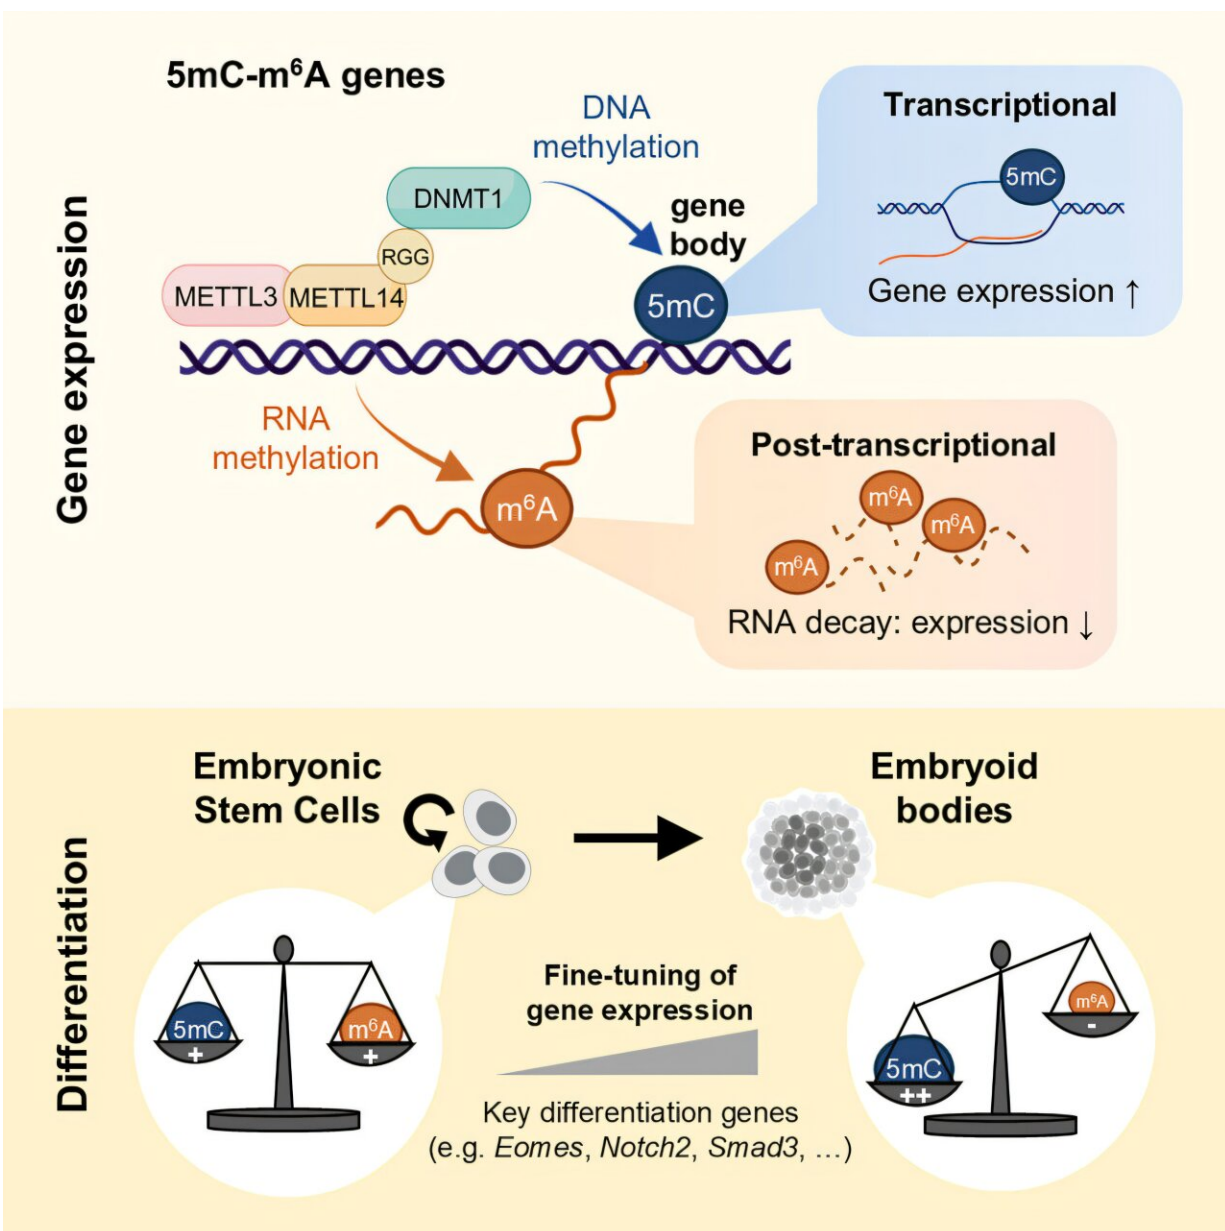 5mC-m⁶A genes
DNA
methylation
DNMT1
RGG
METTL3
METTL14
gene
body
5mC
Transcriptional
5mC
Gene expression ↑
RNA
methylation
m⁶A
Post-transcriptional
m⁶A
m⁶A
m⁶A
RNA decay: expression ↓
Gene expression
Embryonic
Stem Cells
Embryoid
bodies
5mC
+
m⁶A
+
Fine-tuning of
gene expression
Key differentiation genes
(e.g. Eomes, Notch2, Smad3, …)
m⁶A
-
5mC
++
Differentiation